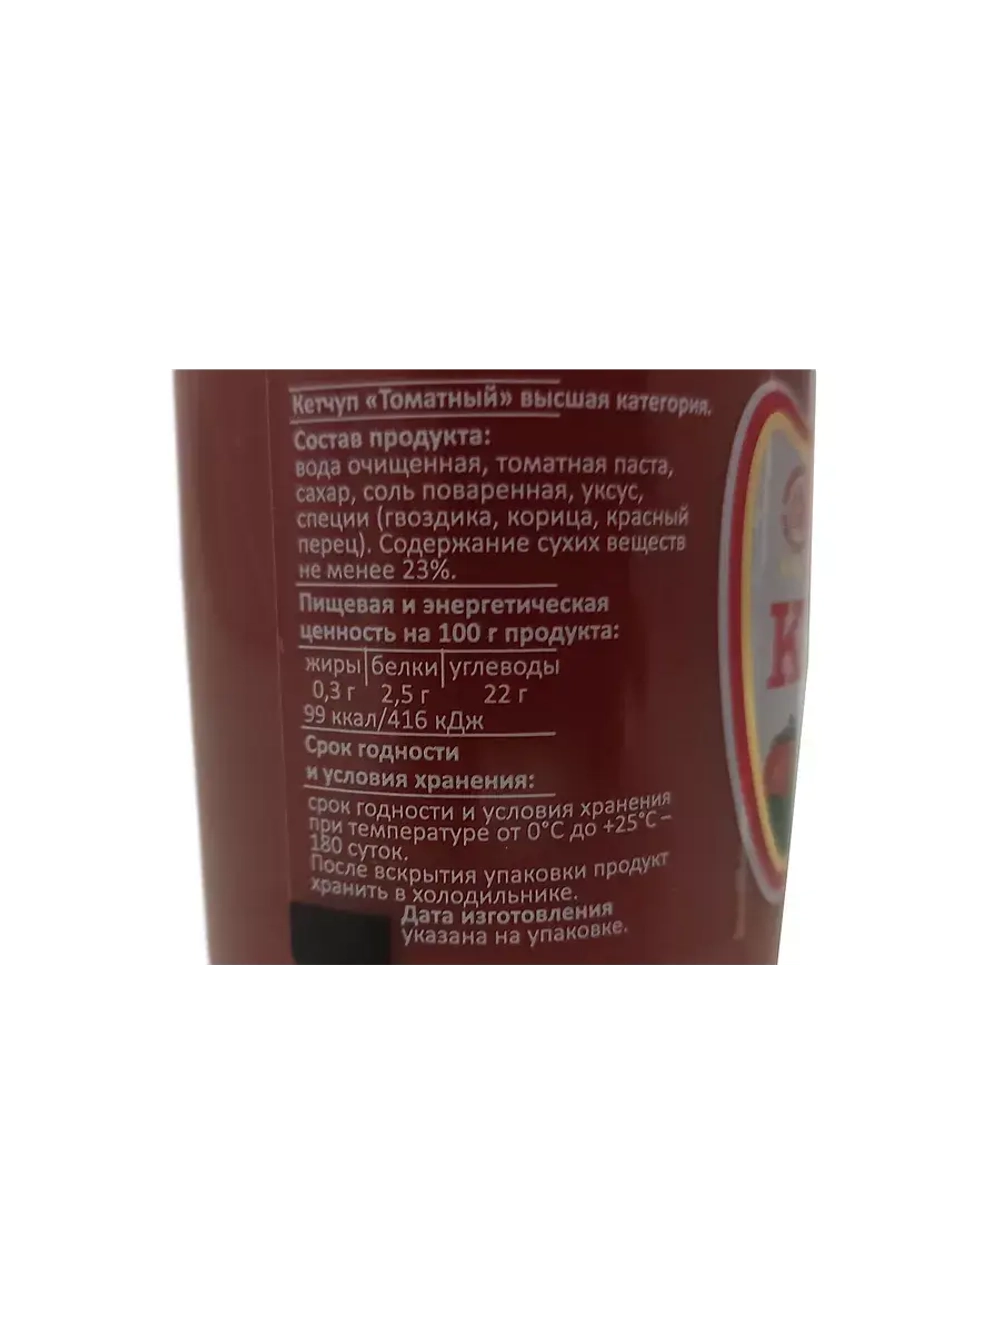 Кетчуп «Томатный» высшая категория.
Состав продукта:
вода очищенная, томатная паста,
сахар, соль поваренная, уксус,
специи (гвоздика, корица, красный
перец). Содержание сухих веществ
не менее 23%.
Пищевая и энергетическая
ценность на 100 г продукта:
жиры белки углеводы
0,3 г 2,5 г 22 г
99 ккал/416 кДж
Срок годности
и условия хранения:
срок годности и условия хранения
при температуре от 0°С до +25°С –
180 суток.
После вскрытия упаковки продукт
хранить в холодильнике.
Дата изготовления
указана на упаковке.
К